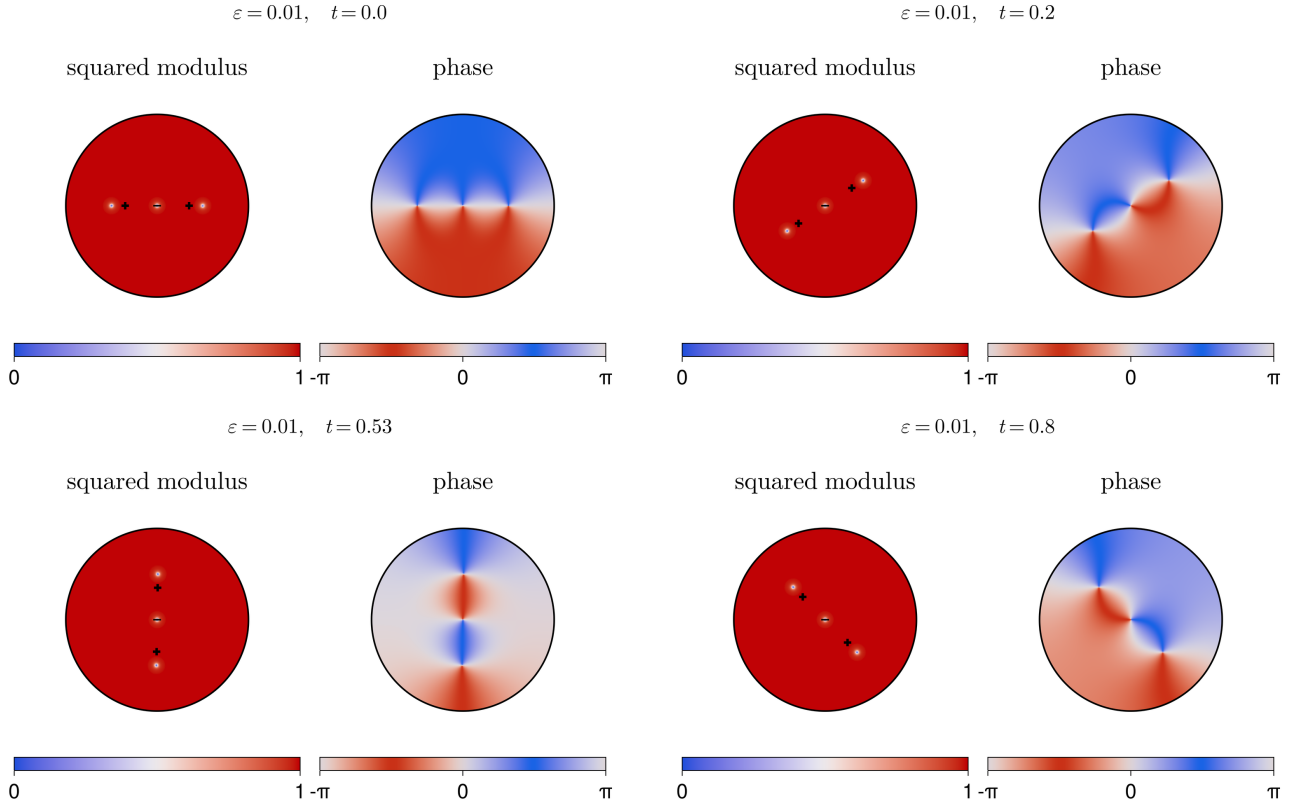 ε = 0.01, t = 0.0
squared modulus phase
0 1 -π 0 π
ε = 0.01, t = 0.2
squared modulus phase
0 1 -π 0 π
ε = 0.01, t = 0.53
squared modulus phase
0 1 -π 0 π
ε = 0.01, t = 0.8
squared modulus phase
0 1 -π 0 π